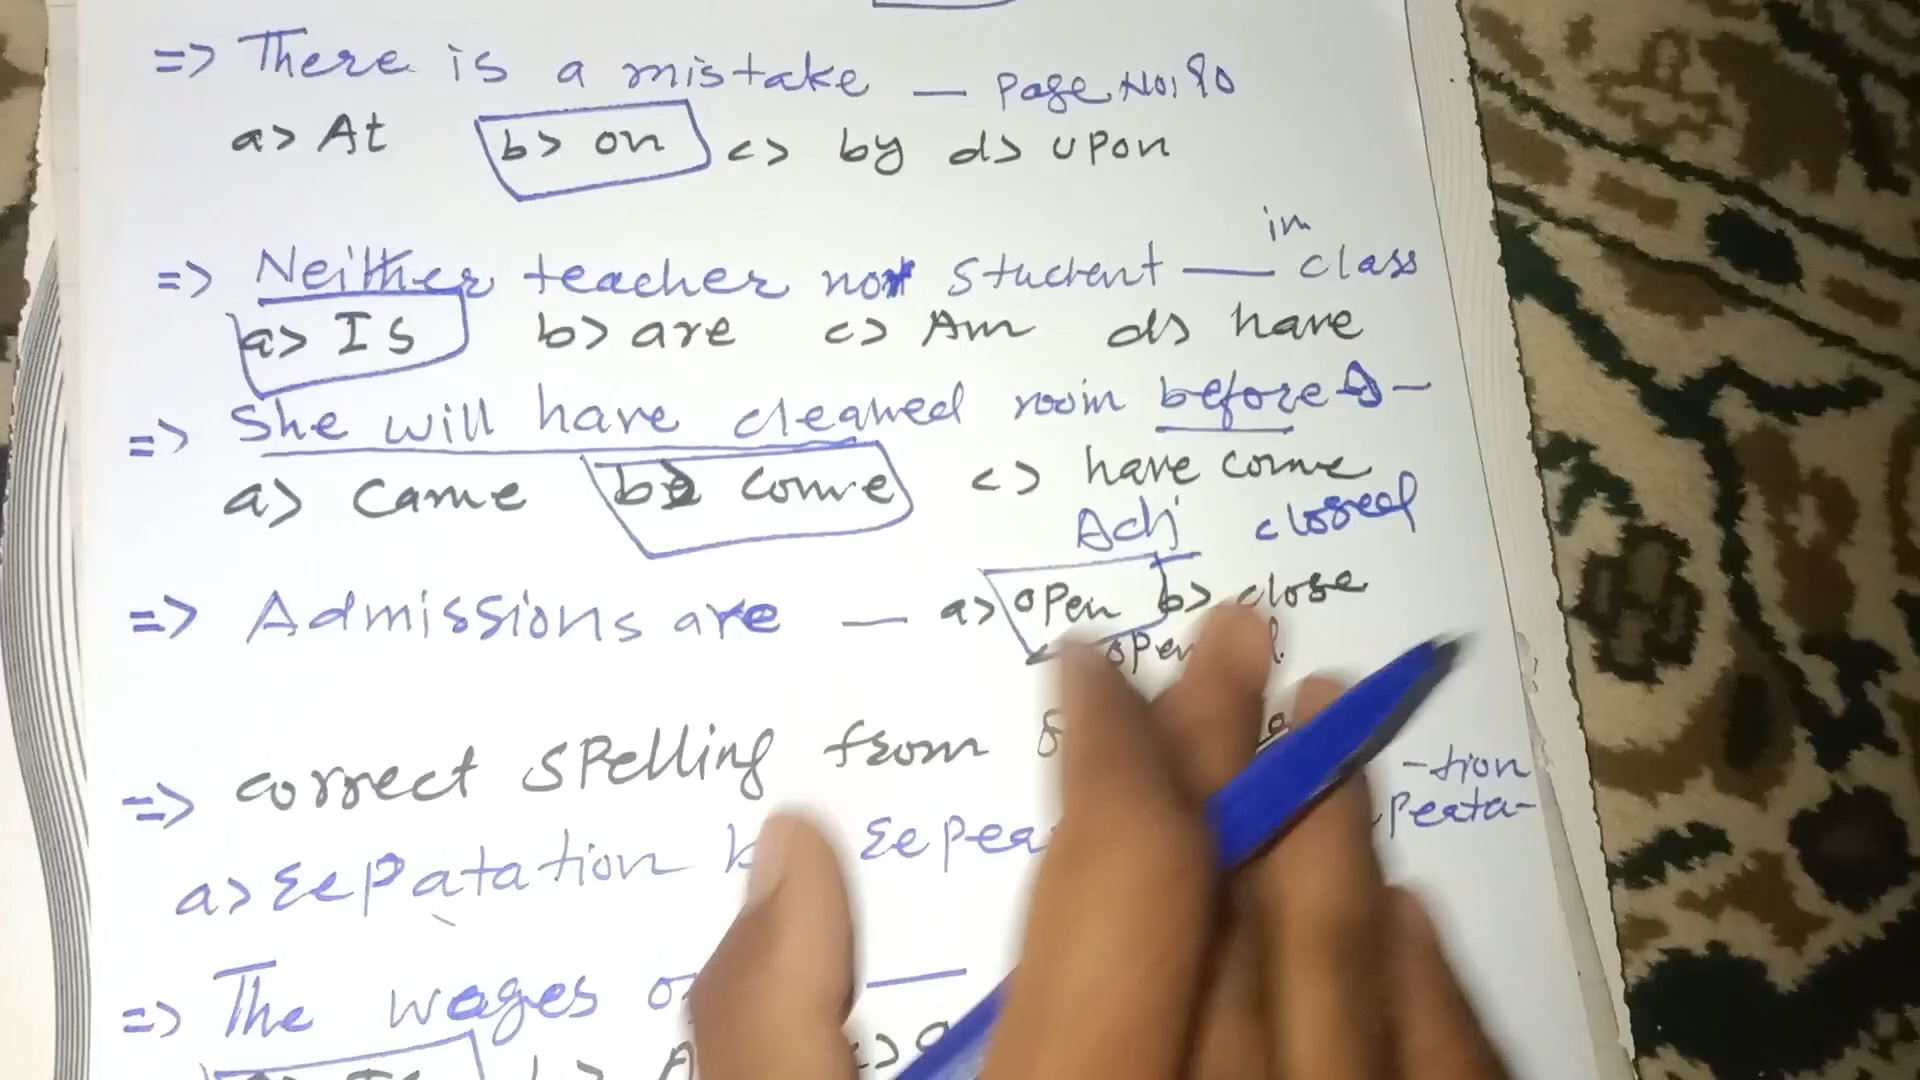 => There is a mistake — Page No: 90
a> At b> on c> by d> upon
in
=> Neither teacher nor student — class
a> Is b> are c> Am d> have
=> She will have cleaned room before I —
a> came b> come c> have come
Adj closed
=> Admissions are — a> open b> close
=> correct spelling from
-tion
a> Repatation
Perta-
=> The wages